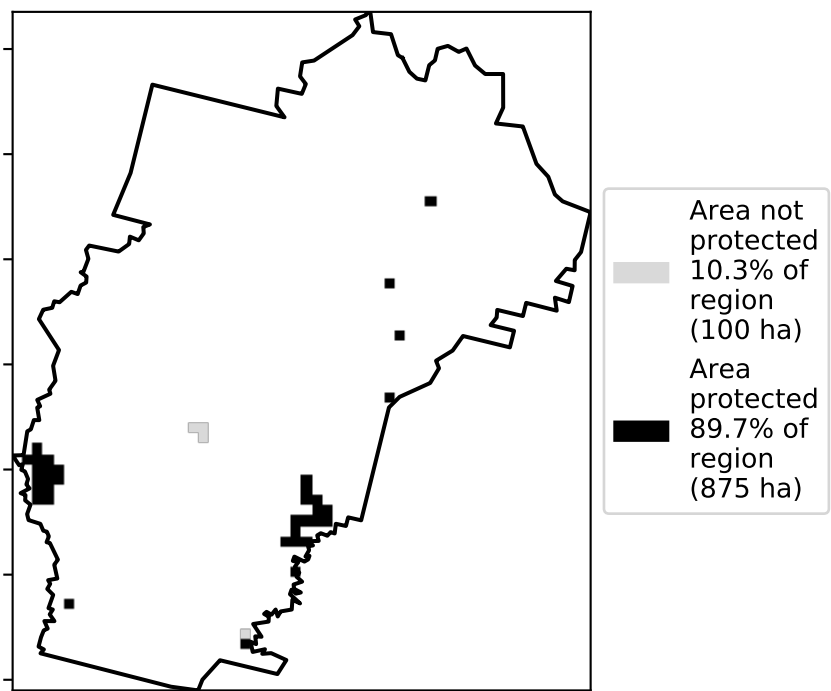 Area not
protected
10.3% of
region
(100 ha)
Area
protected
89.7% of
region
(875 ha)